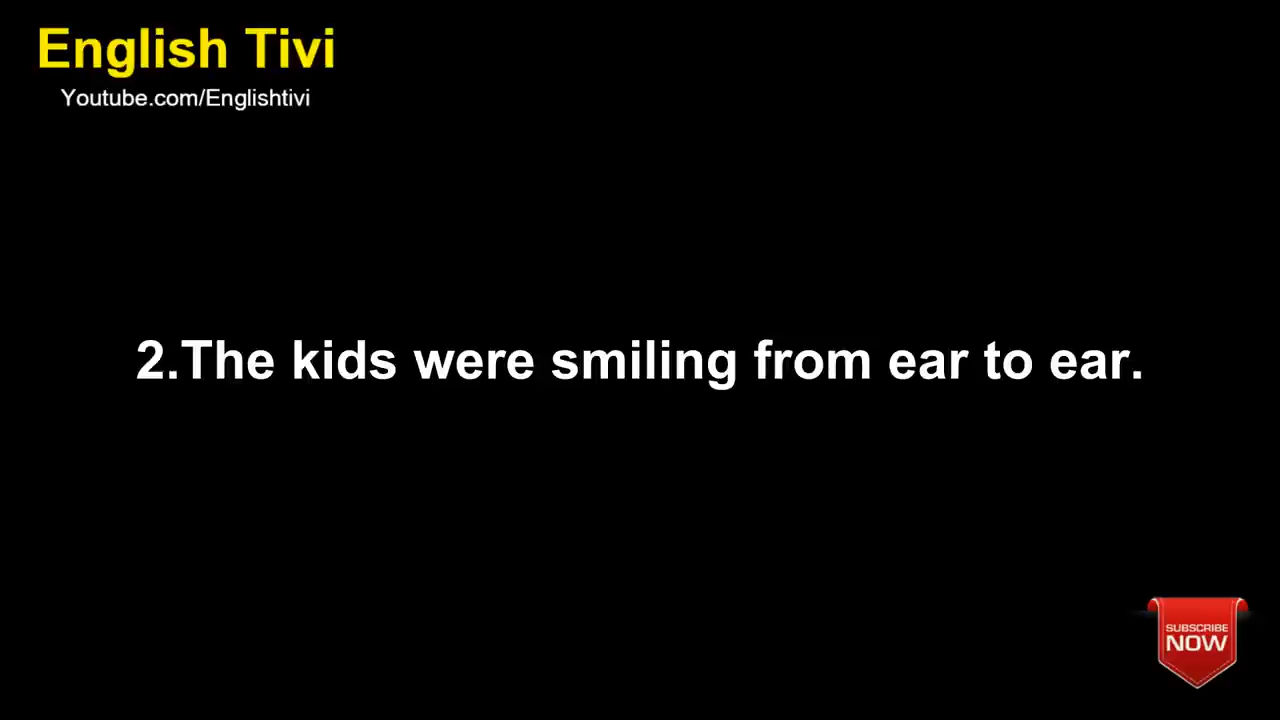 English Tivi
Youtube.com/Englishtivi
2.The kids were smiling from ear to ear.
SUBSCRIBE
NOW